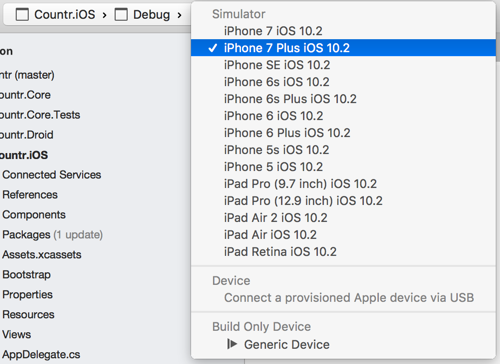 Countr.iOS > Debug >
on
ntr (master)
ountr.Core
ountr.Core.Tests
ountr.Droid
ountr.iOS
Connected Services
References
Components
Packages (1 update)
Assets.xcassets
Bootstrap
Properties
Resources
Views
AppDelegate.cs
Simulator
iPhone 7 iOS 10.2
✓ iPhone 7 Plus iOS 10.2
iPhone SE iOS 10.2
iPhone 6s iOS 10.2
iPhone 6s Plus iOS 10.2
iPhone 6 iOS 10.2
iPhone 6 Plus iOS 10.2
iPhone 5s iOS 10.2
iPhone 5 iOS 10.2
iPad Pro (9.7 inch) iOS 10.2
iPad Pro (12.9 inch) iOS 10.2
iPad Air 2 iOS 10.2
iPad Air iOS 10.2
iPad Retina iOS 10.2
Device
Connect a provisioned Apple device via USB
Build Only Device
Generic Device